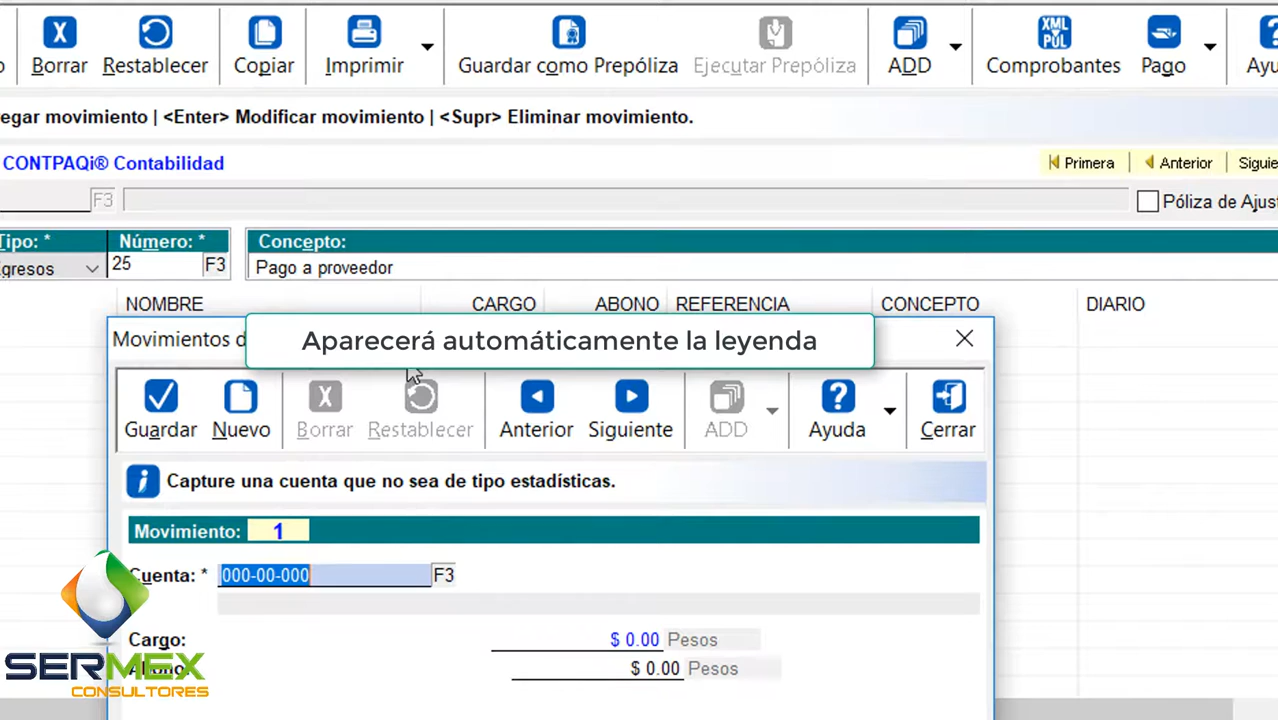 Borrar Restablecer Copiar Imprimir Guardar como Prepóliza Ejecutar Prepóliza ADD XML PÓL Comprobantes Pago
egar movimiento | <Enter> Modificar movimiento | <Supr> Eliminar movimiento.
CONTPAQi® Contabilidad Primera Anterior Siguie
F3 Póliza de Ajus
Tipo: * Número: * Concepto:
gresos 25 F3 Pago a proveedor
NOMBRE CARGO ABONO REFERENCIA CONCEPTO DIARIO
Movimientos d
Aparecerá automáticamente la leyenda
Guardar Nuevo Borrar Restablecer Anterior Siguiente ADD Ayuda Cerrar
Capture una cuenta que no sea de tipo estadísticas.
Movimiento: 1
Cuenta: * 000-00-000 F3
Cargo: $ 0.00 Pesos
Abono: $ 0.00 Pesos
SERMEX
CONSULTORES